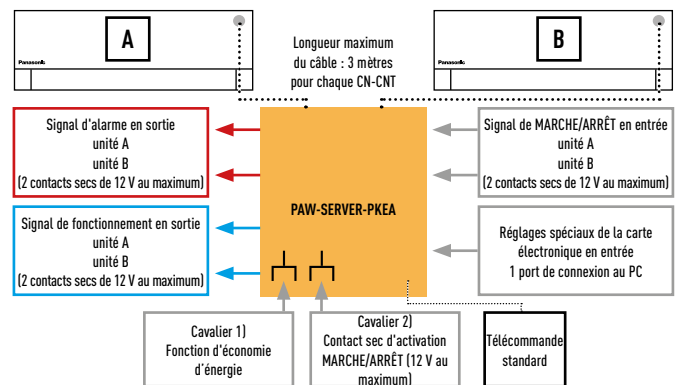 A
B
Panasonic
Panasonic
Longueur maximum
du câble : 3 mètres
pour chaque CN-CNT
Signal d'alarme en sortie
unité A
unité B
(2 contacts secs de 12 V au maximum)
Signal de MARCHE/ARRÊT en entrée
unité A
unité B
(2 contacts secs de 12 V au maximum)
PAW-SERVER-PKEA
Signal de fonctionnement en sortie
unité A
unité B
(2 contacts secs de 12 V au maximum)
Réglages spéciaux de la carte
électronique en entrée
1 port de connexion au PC
Cavalier 1)
Fonction d'économie
d'énergie
Cavalier 2)
Contact sec d'activation
MARCHE/ARRÊT (12 V au
maximum)
Télécommande
standard